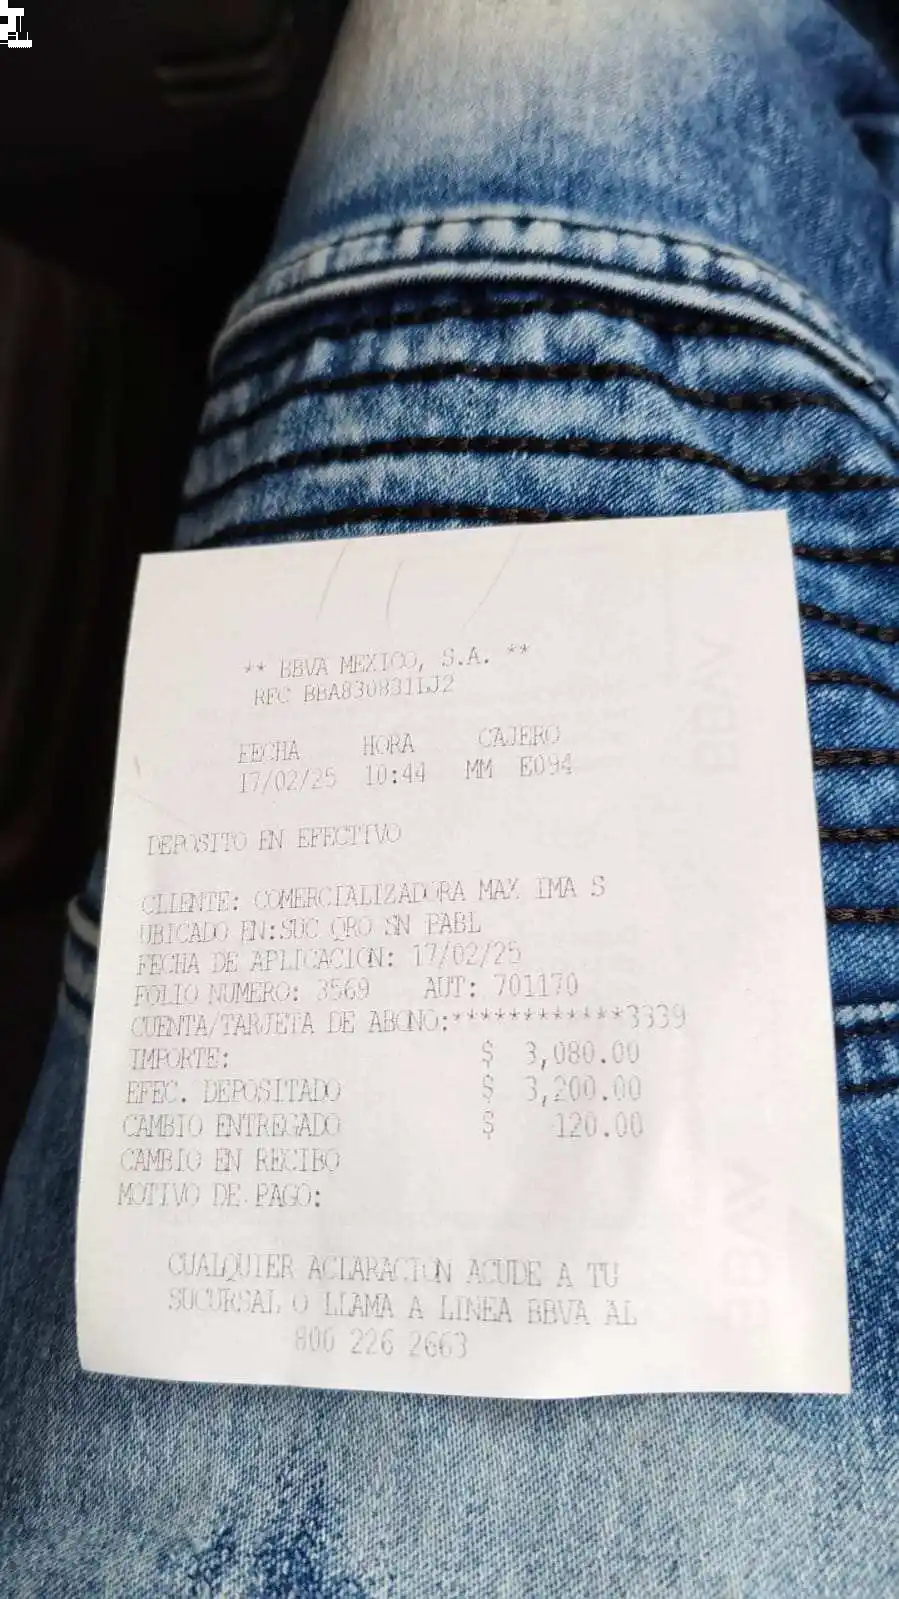 ** BBVA MEXICO, S.A. **
RFC BBA830831LJ2
FECHA HORA CAJERO
17/02/25 10:44 MM E094
DEPOSITO EN EFECTIVO
CLIENTE: COMERCIALIZADORA MAX IMA S
UBICADO EN:SUC QRO SN PABL
FECHA DE APLICACION: 17/02/25
FOLIO NUMERO: 3569 AUT: 701170
CUENTA/TARJETA DE ABONO:************3339
IMPORTE: $ 3,080.00
EFEC. DEPOSITADO $ 3,200.00
CAMBIO ENTREGADO $ 120.00
CAMBIO EN RECIBO
MOTIVO DE PAGO:
CUALQUIER ACLARACION ACUDE A TU
SUCURSAL O LLAMA A LINEA BBVA AL
800 226 2663
BBVA
BBVA